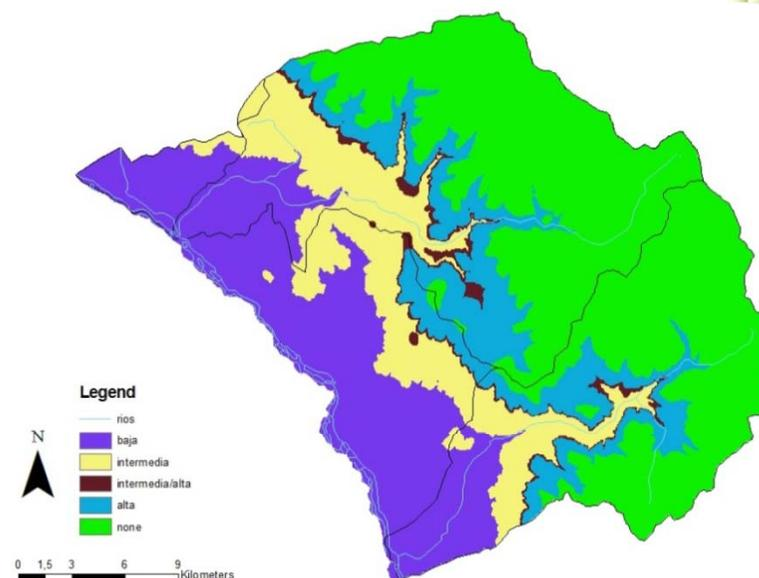 Legend
rios
baja
intermedia
intermedia/alta
alta
none
N
0 1,5 3 6 9
Kilometers